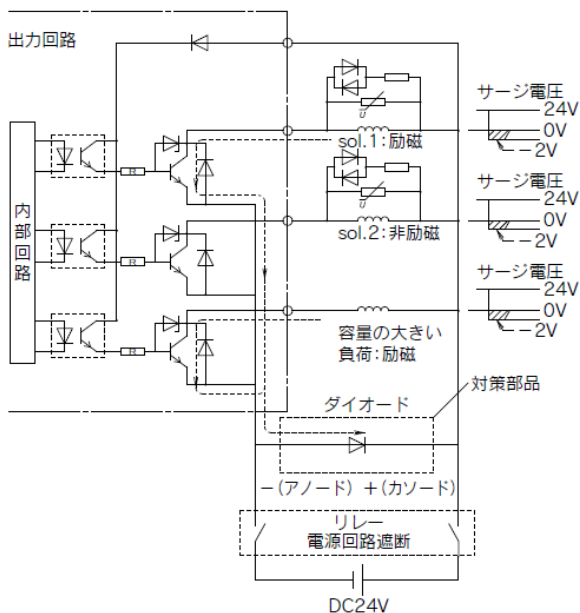 出力回路
内部回路
R
R
R
U
sol.1：励磁
U
sol.2：非励磁
容量の大きい
負荷：励磁
サージ電圧
24V
0V
−2V
サージ電圧
24V
0V
−2V
サージ電圧
24V
0V
−2V
対策部品
ダイオード
−（アノード） +（カソード）
リレー
電源回路遮断
DC24V